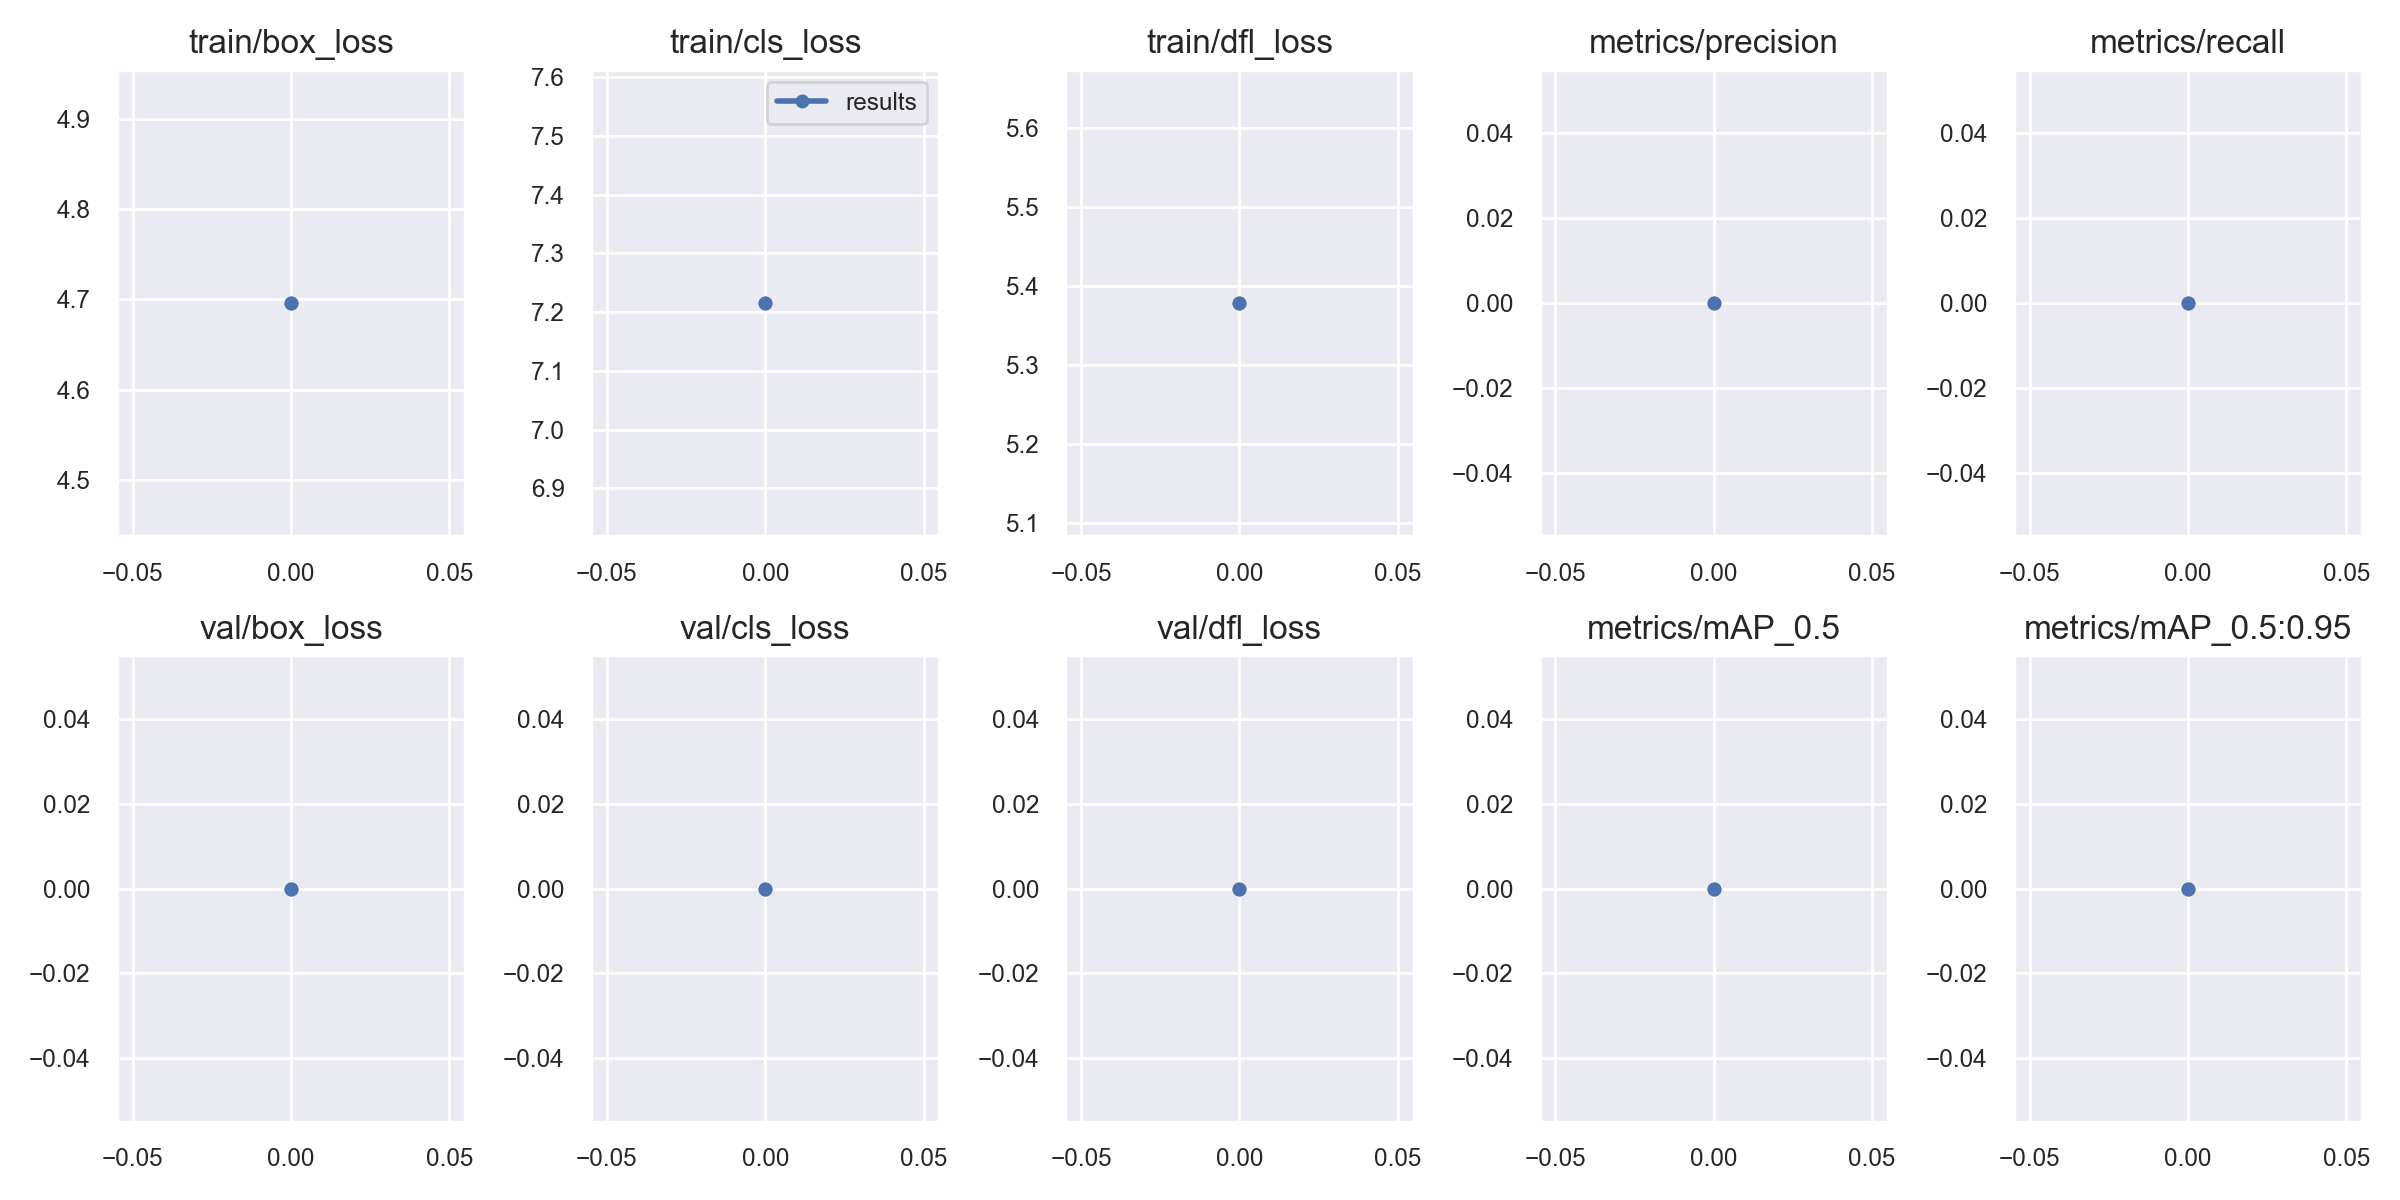 train/box_loss
train/cls_loss
train/dfl_loss
metrics/precision
metrics/recall
4.9
4.8
4.7
4.6
4.5
−0.05 0.00 0.05
results
7.6
7.5
7.4
7.3
7.2
7.1
7.0
6.9
−0.05 0.00 0.05
5.6
5.5
5.4
5.3
5.2
5.1
−0.05 0.00 0.05
0.04
0.02
0.00
−0.02
−0.04
−0.05 0.00 0.05
0.04
0.02
0.00
−0.02
−0.04
−0.05 0.00 0.05
val/box_loss
val/cls_loss
val/dfl_loss
metrics/mAP_0.5
metrics/mAP_0.5:0.95
0.04
0.02
0.00
−0.02
−0.04
−0.05 0.00 0.05
0.04
0.02
0.00
−0.02
−0.04
−0.05 0.00 0.05
0.04
0.02
0.00
−0.02
−0.04
−0.05 0.00 0.05
0.04
0.02
0.00
−0.02
−0.04
−0.05 0.00 0.05
0.04
0.02
0.00
−0.02
−0.04
−0.05 0.00 0.05